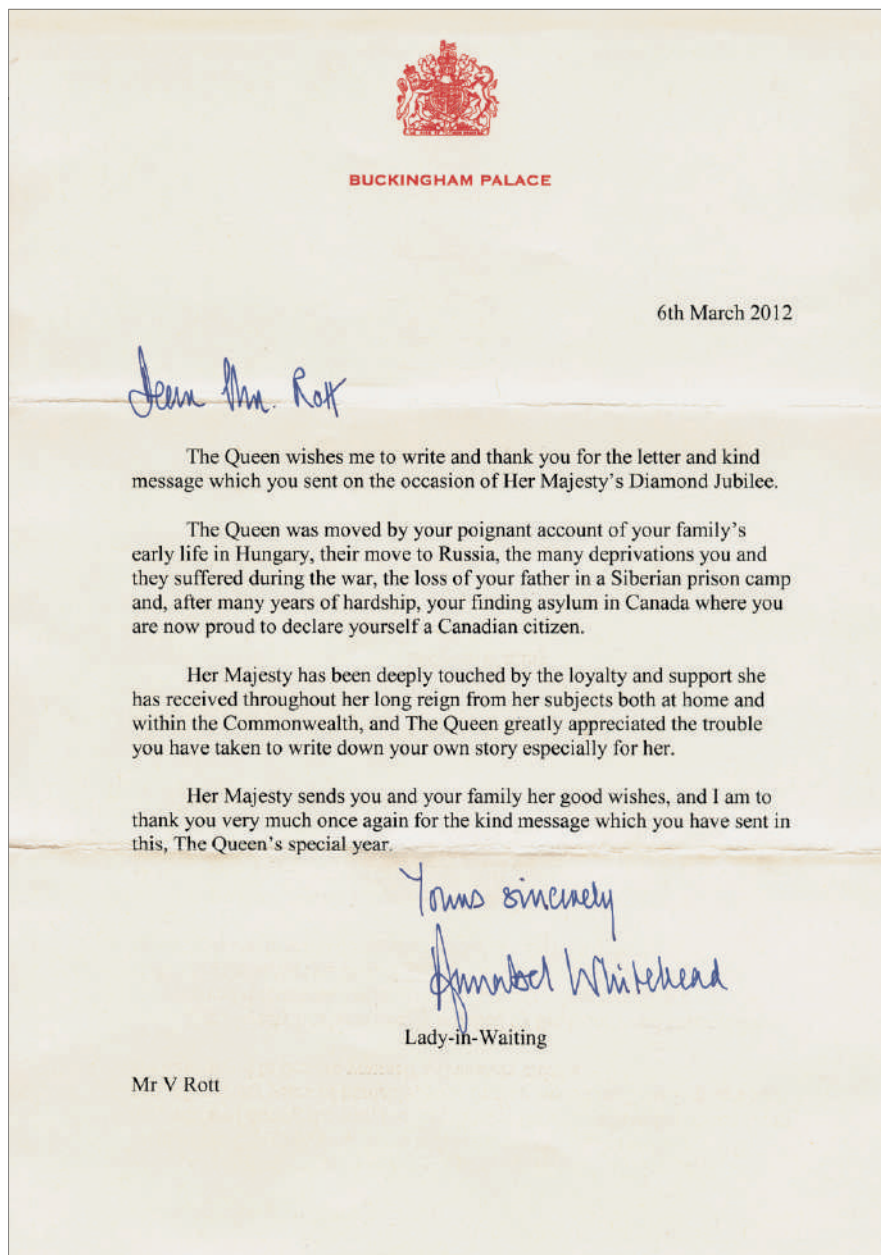 BUCKINGHAM PALACE
6th March 2012
Dear Mr. Rott
The Queen wishes me to write and thank you for the letter and kind
message which you sent on the occasion of Her Majesty's Diamond Jubilee.
The Queen was moved by your poignant account of your family's
early life in Hungary, their move to Russia, the many deprivations you and
they suffered during the war, the loss of your father in a Siberian prison camp
and, after many years of hardship, your finding asylum in Canada where you
are now proud to declare yourself a Canadian citizen.
Her Majesty has been deeply touched by the loyalty and support she
has received throughout her long reign from her subjects both at home and
within the Commonwealth, and The Queen greatly appreciated the trouble
you have taken to write down your own story especially for her.
Her Majesty sends you and your family her good wishes, and I am to
thank you very much once again for the kind message which you have sent in
this, The Queen's special year.
Yours sincerely
Annabel Whitehead
Lady-in-Waiting
Mr V Rott